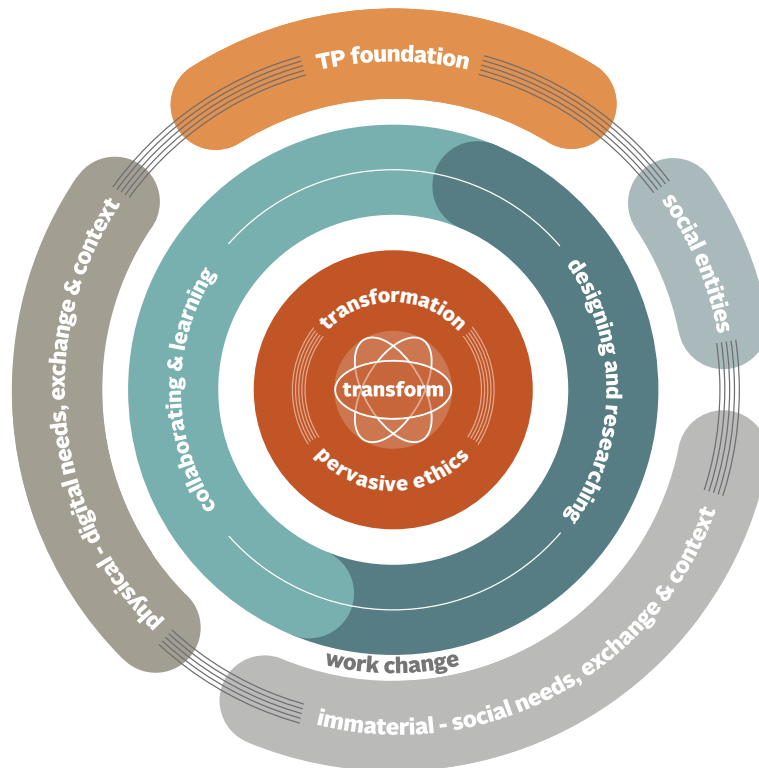 TP foundation
social entities
physical - digital needs, exchange & context
collaborating & learning
designing and researching
transformation
transform
pervasive ethics
work change
immaterial - social needs, exchange & context